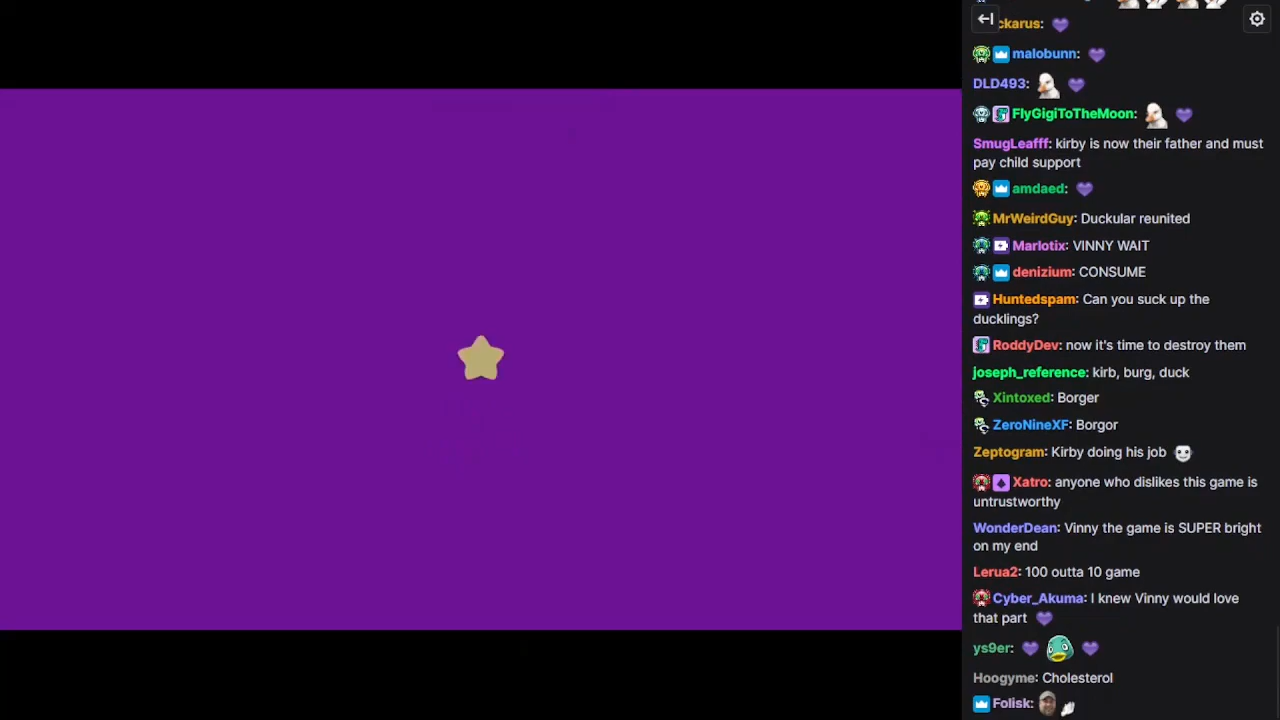 ckarus:
malobunn:
DLD493:
FlyGigiToTheMoon:
SmugLeafff: kirby is now their father and must
pay child support
amdaed:
MrWeirdGuy: Duckular reunited
Marlotix: VINNY WAIT
denizium: CONSUME
Huntedspam: Can you suck up the
ducklings?
RoddyDev: now it's time to destroy them
joseph_reference: kirb, burg, duck
Xintoxed: Borger
ZeroNineXF: Borgor
Zeptogram: Kirby doing his job
Xatro: anyone who dislikes this game is
untrustworthy
WonderDean: Vinny the game is SUPER bright
on my end
Lerua2: 100 outta 10 game
Cyber_Akuma: I knew Vinny would love
that part
ys9er:
Hoogyme: Cholesterol
Folisk: